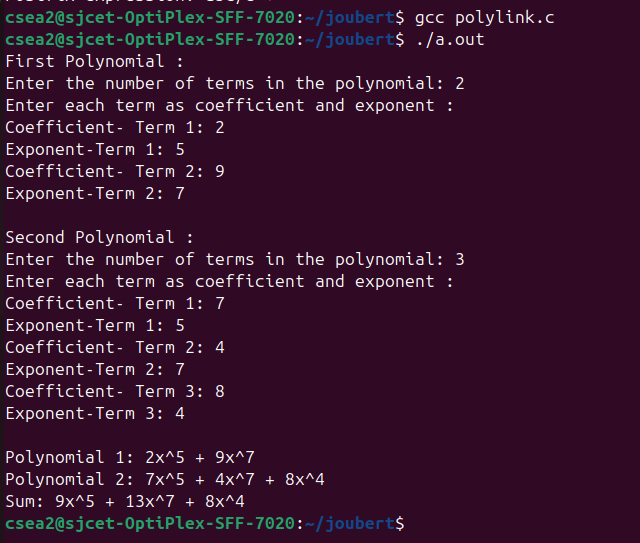 csea2@sjcet-OptiPlex-SFF-7020:~/joubert$ gcc polylink.c
csea2@sjcet-OptiPlex-SFF-7020:~/joubert$ ./a.out
First Polynomial :
Enter the number of terms in the polynomial: 2
Enter each term as coefficient and exponent :
Coefficient- Term 1: 2
Exponent-Term 1: 5
Coefficient- Term 2: 9
Exponent-Term 2: 7

Second Polynomial :
Enter the number of terms in the polynomial: 3
Enter each term as coefficient and exponent :
Coefficient- Term 1: 7
Exponent-Term 1: 5
Coefficient- Term 2: 4
Exponent-Term 2: 7
Coefficient- Term 3: 8
Exponent-Term 3: 4

Polynomial 1: 2x^5 + 9x^7
Polynomial 2: 7x^5 + 4x^7 + 8x^4
Sum: 9x^5 + 13x^7 + 8x^4
csea2@sjcet-OptiPlex-SFF-7020:~/joubert$